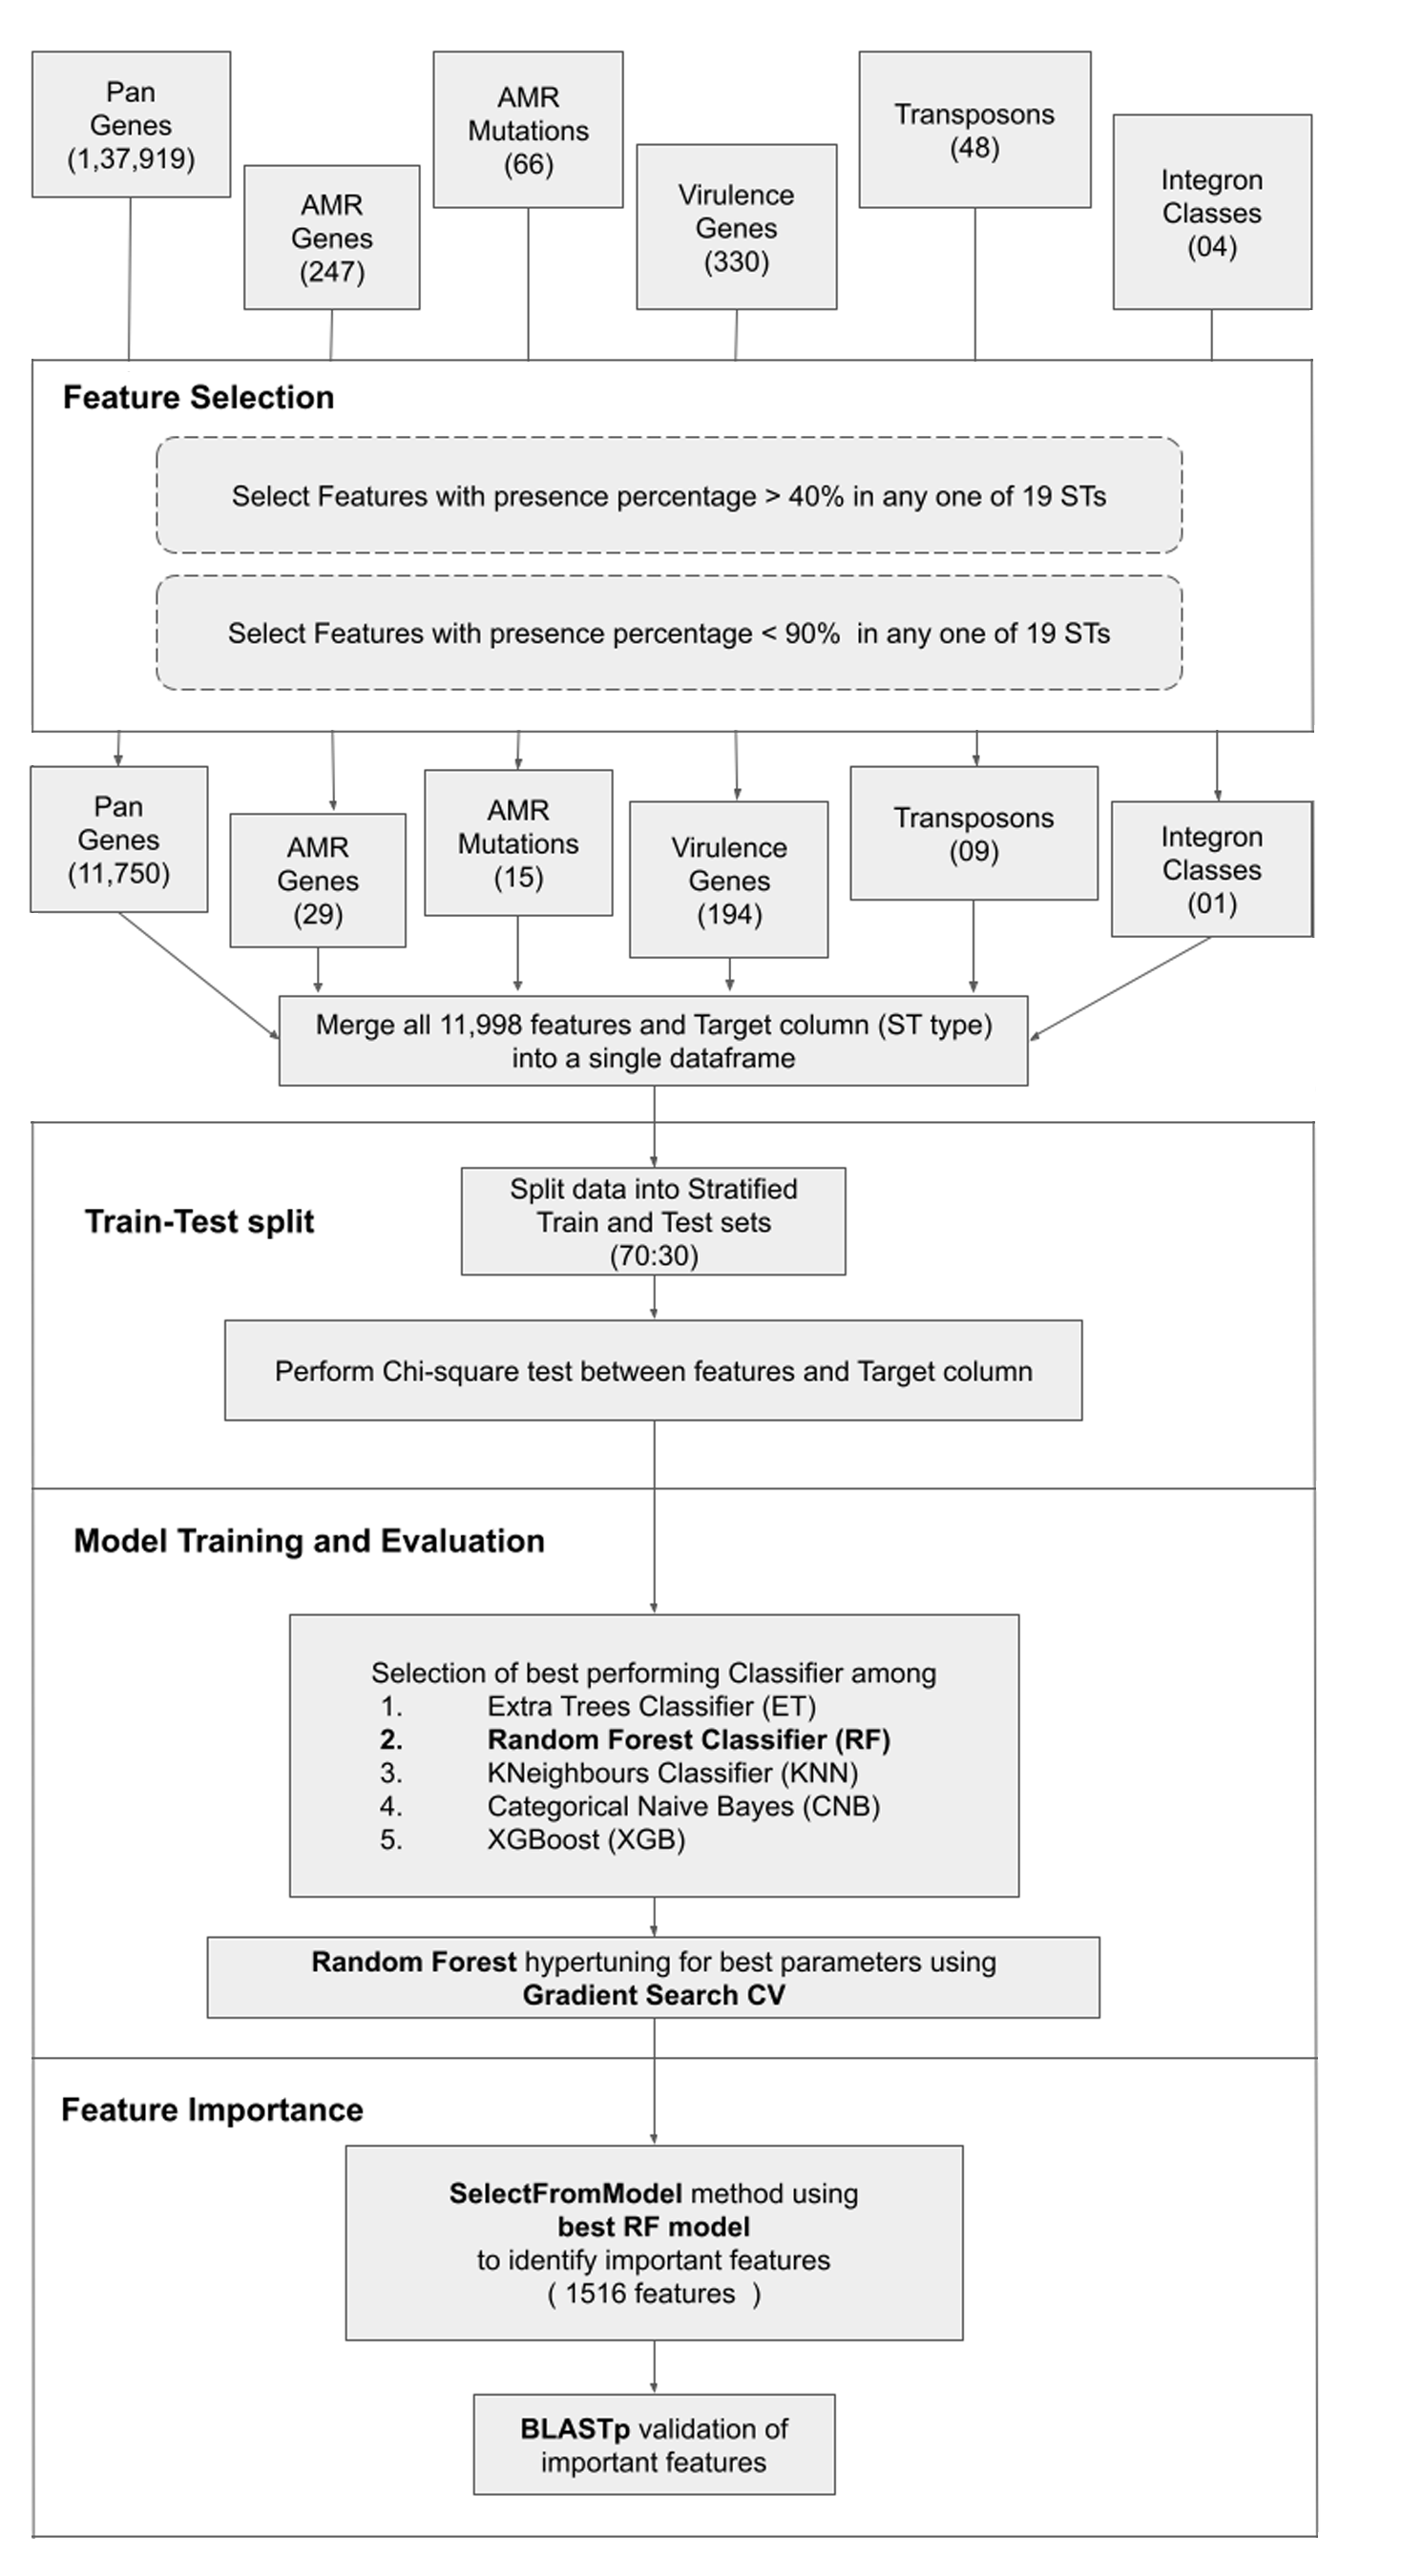 Pan
Genes
(1,37,919)
AMR
Genes
(247)
AMR
Mutations
(66)
Virulence
Genes
(330)
Transposons
(48)
Integron
Classes
(04)
Feature Selection
Select Features with presence percentage > 40% in any one of 19 STs
Select Features with presence percentage < 90%  in any one of 19 STs
Pan
Genes
(11,750)
AMR
Genes
(29)
AMR
Mutations
(15)
Virulence
Genes
(194)
Transposons
(09)
Integron
Classes
(01)
Merge all 11,998 features and Target column (ST type)
into a single dataframe
Train-Test split
Split data into Stratified
Train and Test sets
(70:30)
Perform Chi-square test between features and Target column
Model Training and Evaluation
Selection of best performing Classifier among
1. Extra Trees Classifier (ET)
2. Random Forest Classifier (RF)
3. KNeighbours Classifier (KNN)
4. Categorical Naive Bayes (CNB)
5. XGBoost (XGB)
Random Forest hypertuning for best parameters using
Gradient Search CV
Feature Importance
SelectFromModel method using
best RF model
to identify important features
( 1516 features  )
BLASTp validation of
important features